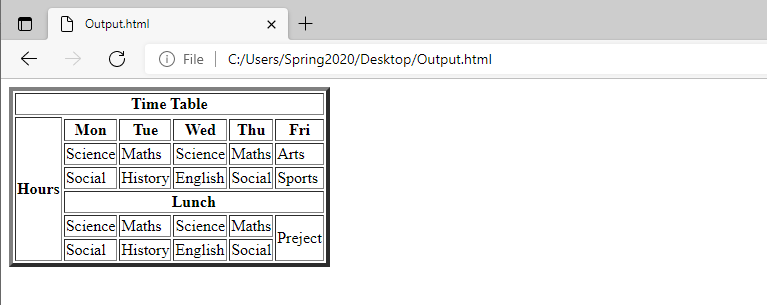 Output.html
File C:/Users/Spring2020/Desktop/Output.html
Time Table
Mon Tue Wed Thu Fri
Science Maths Science Maths Arts
Social History English Social Sports
Hours
Lunch
Science Maths Science Maths
Preject
Social History English Social